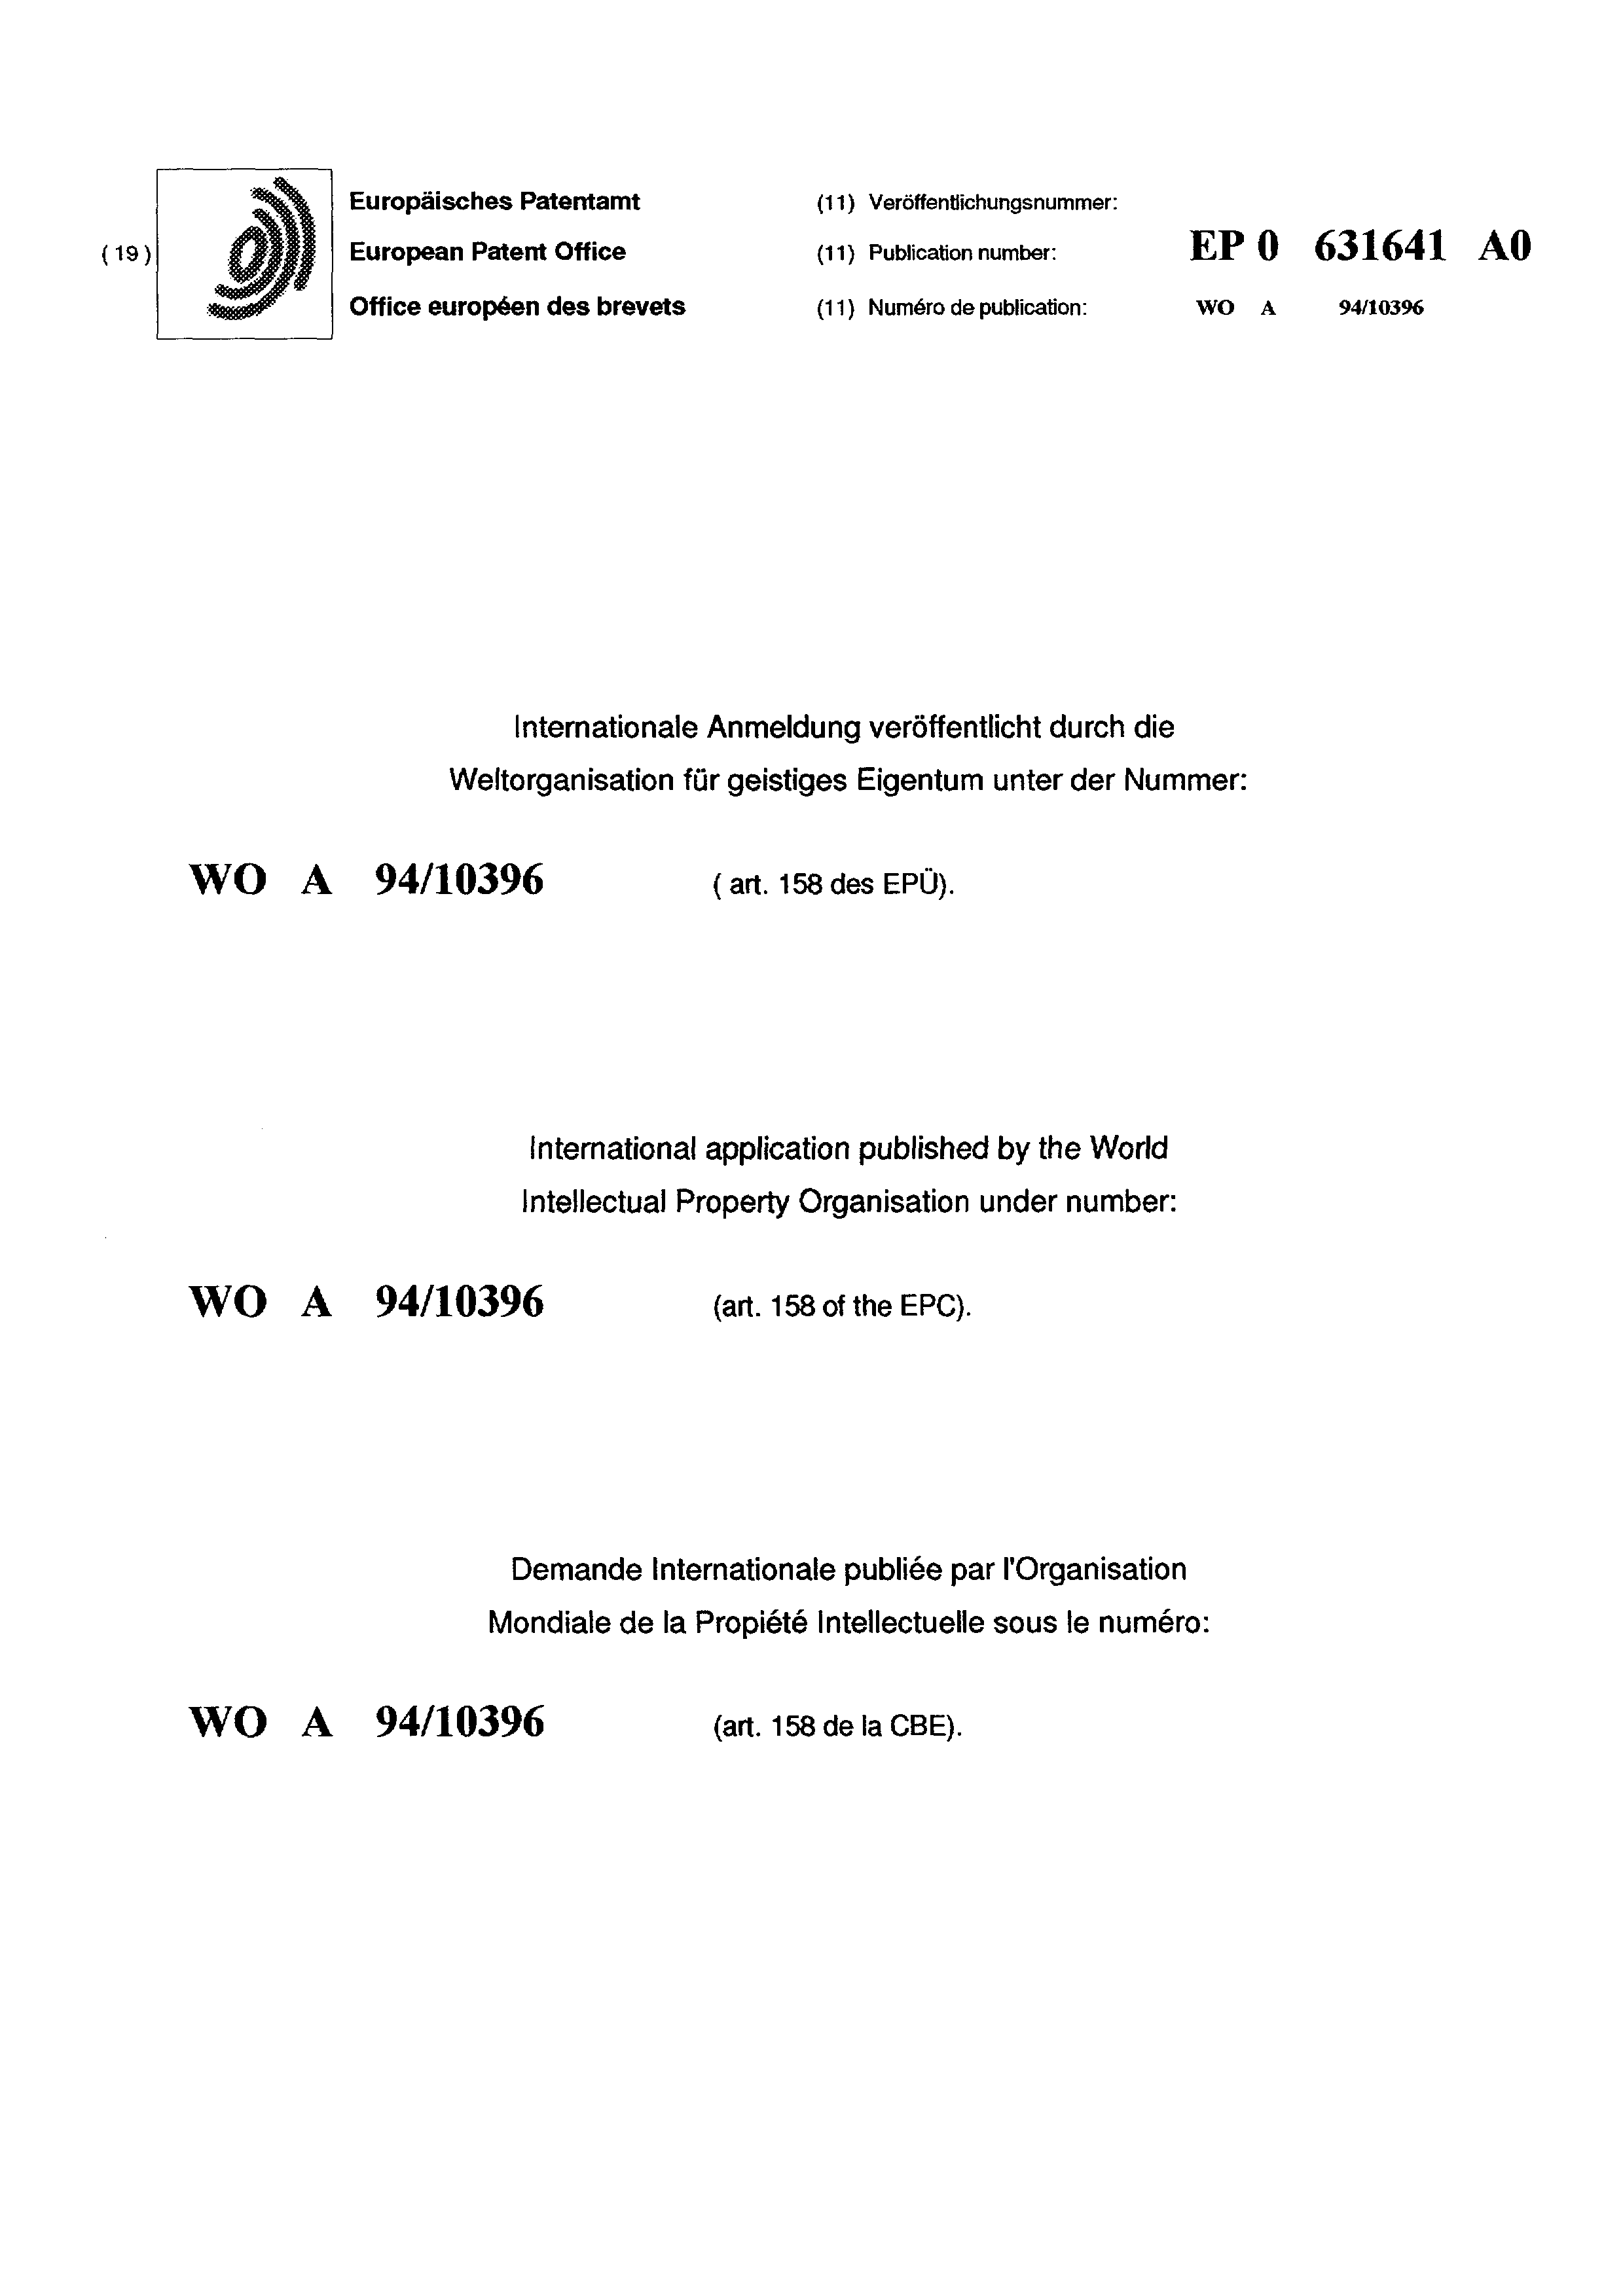 (19)
Europäisches Patentamt
European Patent Office
Office européen des brevets
(11) Veröffentlichungsnummer:
(11) Publication number: EP 0 631641 A0
(11) Numéro de publication: WO A 94/10396
Internationale Anmeldung veröffentlicht durch die
Weltorganisation für geistiges Eigentum unter der Nummer:
WO A 94/10396 ( art. 158 des EPÜ).
International application published by the World
Intellectual Property Organisation under number:
WO A 94/10396 (art. 158 of the EPC).
Demande Internationale publiée par l'Organisation
Mondiale de la Propiété Intellectuelle sous le numéro:
WO A 94/10396 (art. 158 de la CBE).